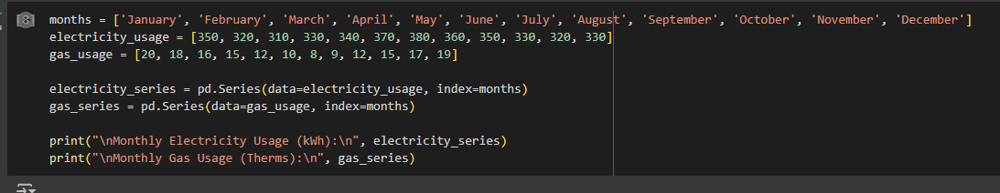 months = ['January', 'February', 'March', 'April', 'May', 'June', 'July', 'August', 'September', 'October', 'November', 'December']
electricity_usage = [350, 320, 310, 330, 340, 370, 380, 360, 350, 330, 320, 330]
gas_usage = [20, 18, 16, 15, 12, 10, 8, 9, 12, 15, 17, 19]
electricity_series = pd.Series(data=electricity_usage, index=months)
gas_series = pd.Series(data=gas_usage, index=months)
print("\nMonthly Electricity Usage (kWh):\n", electricity_series)
print("\nMonthly Gas Usage (Therms):\n", gas_series)